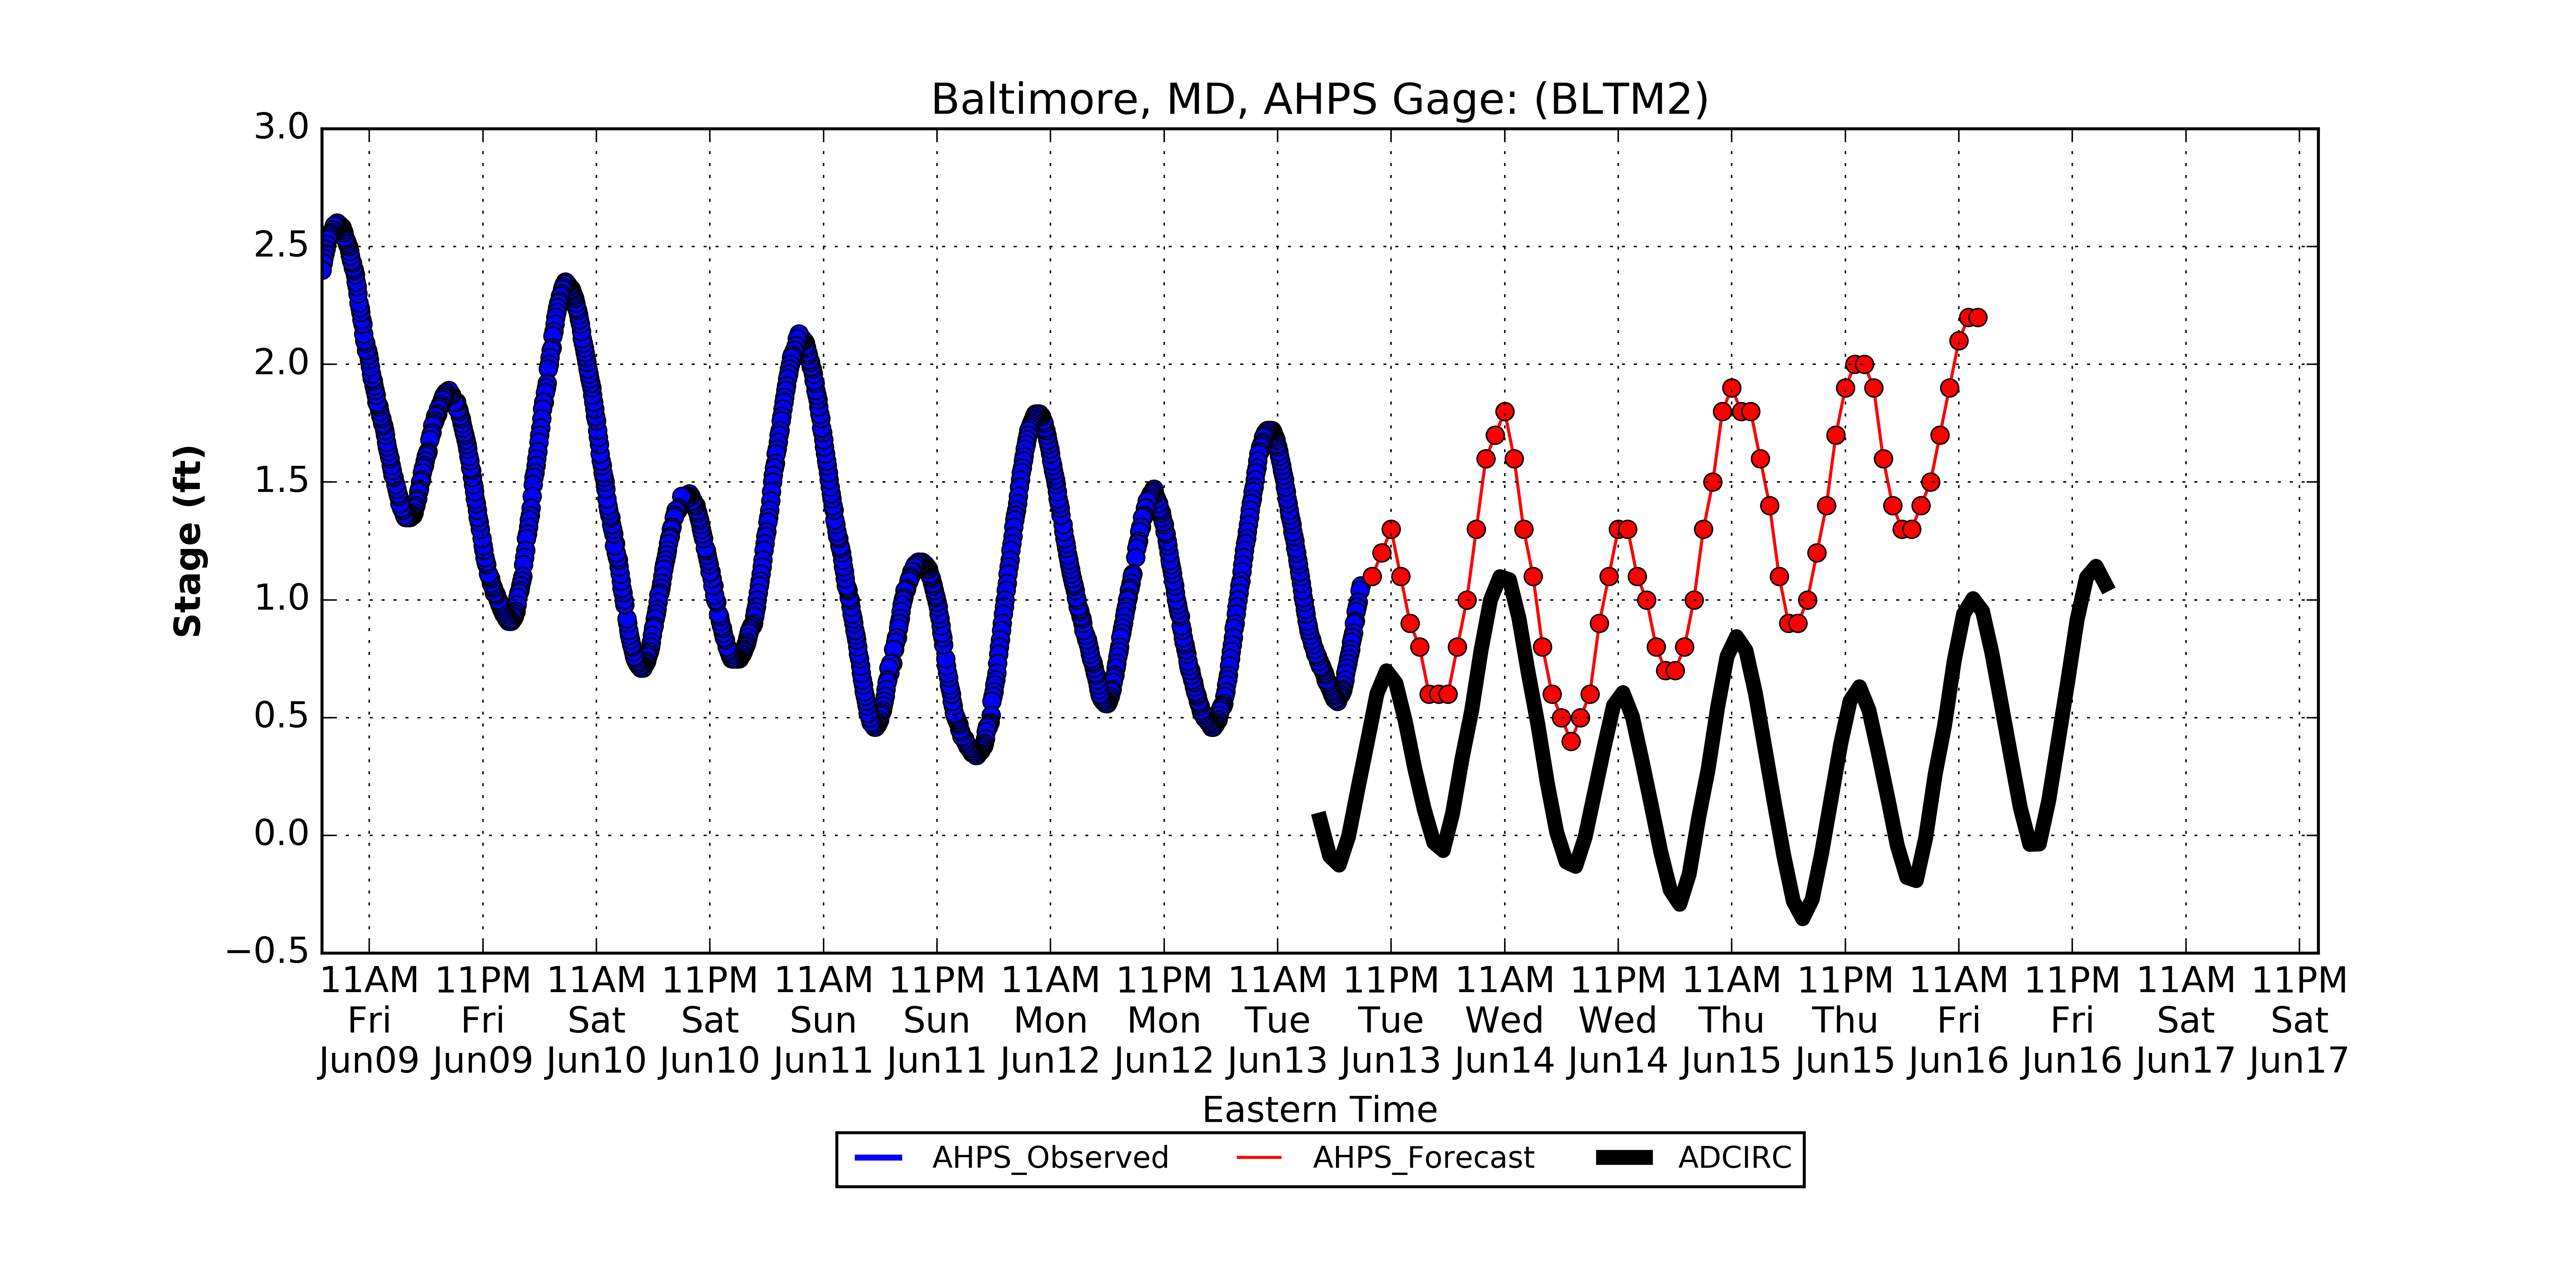 Baltimore, MD, AHPS Gage: (BLTM2)
3.0
2.5
2.0
1.5
1.0
0.5
0.0
−0.5
Stage (ft)
11AM 11PM 11AM 11PM 11AM 11PM 11AM 11PM 11AM 11PM 11AM 11PM 11AM 11PM 11AM 11PM 11AM 11PM
Fri Fri Sat Sat Sun Sun Mon Mon Tue Tue Wed Wed Thu Thu Fri Fri Sat Sat
Jun09 Jun09 Jun10 Jun10 Jun11 Jun11 Jun12 Jun12 Jun13 Jun13 Jun14 Jun14 Jun15 Jun15 Jun16 Jun16 Jun17 Jun17
Eastern Time
AHPS_Observed AHPS_Forecast ADCIRC